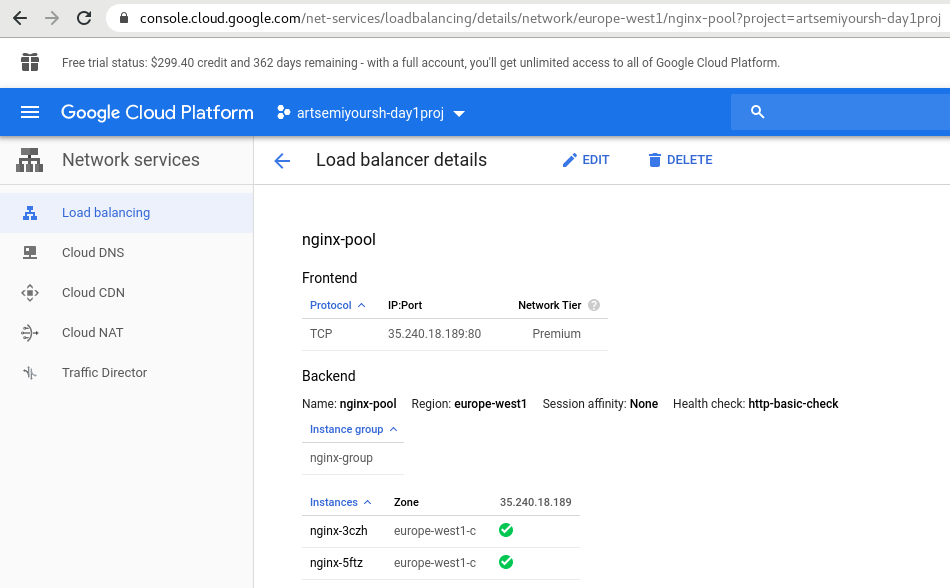 console.cloud.google.com/net-services/loadbalancing/details/network/europe-west1/nginx-pool?project=artsemiyoursh-day1proj
Free trial status: $299.40 credit and 362 days remaining - with a full account, you'll get unlimited access to all of Google Cloud Platform.
Google Cloud Platform artsemiyoursh-day1proj
Network services
Load balancer details EDIT DELETE
Load balancing
Cloud DNS
Cloud CDN
Cloud NAT
Traffic Director
nginx-pool
Frontend
Protocol IP:Port Network Tier ?
TCP 35.240.18.189:80 Premium
Backend
Name: nginx-pool Region: europe-west1 Session affinity: None Health check: http-basic-check
Instance group
nginx-group
Instances Zone 35.240.18.189
nginx-3czh europe-west1-c
nginx-5ftz europe-west1-c